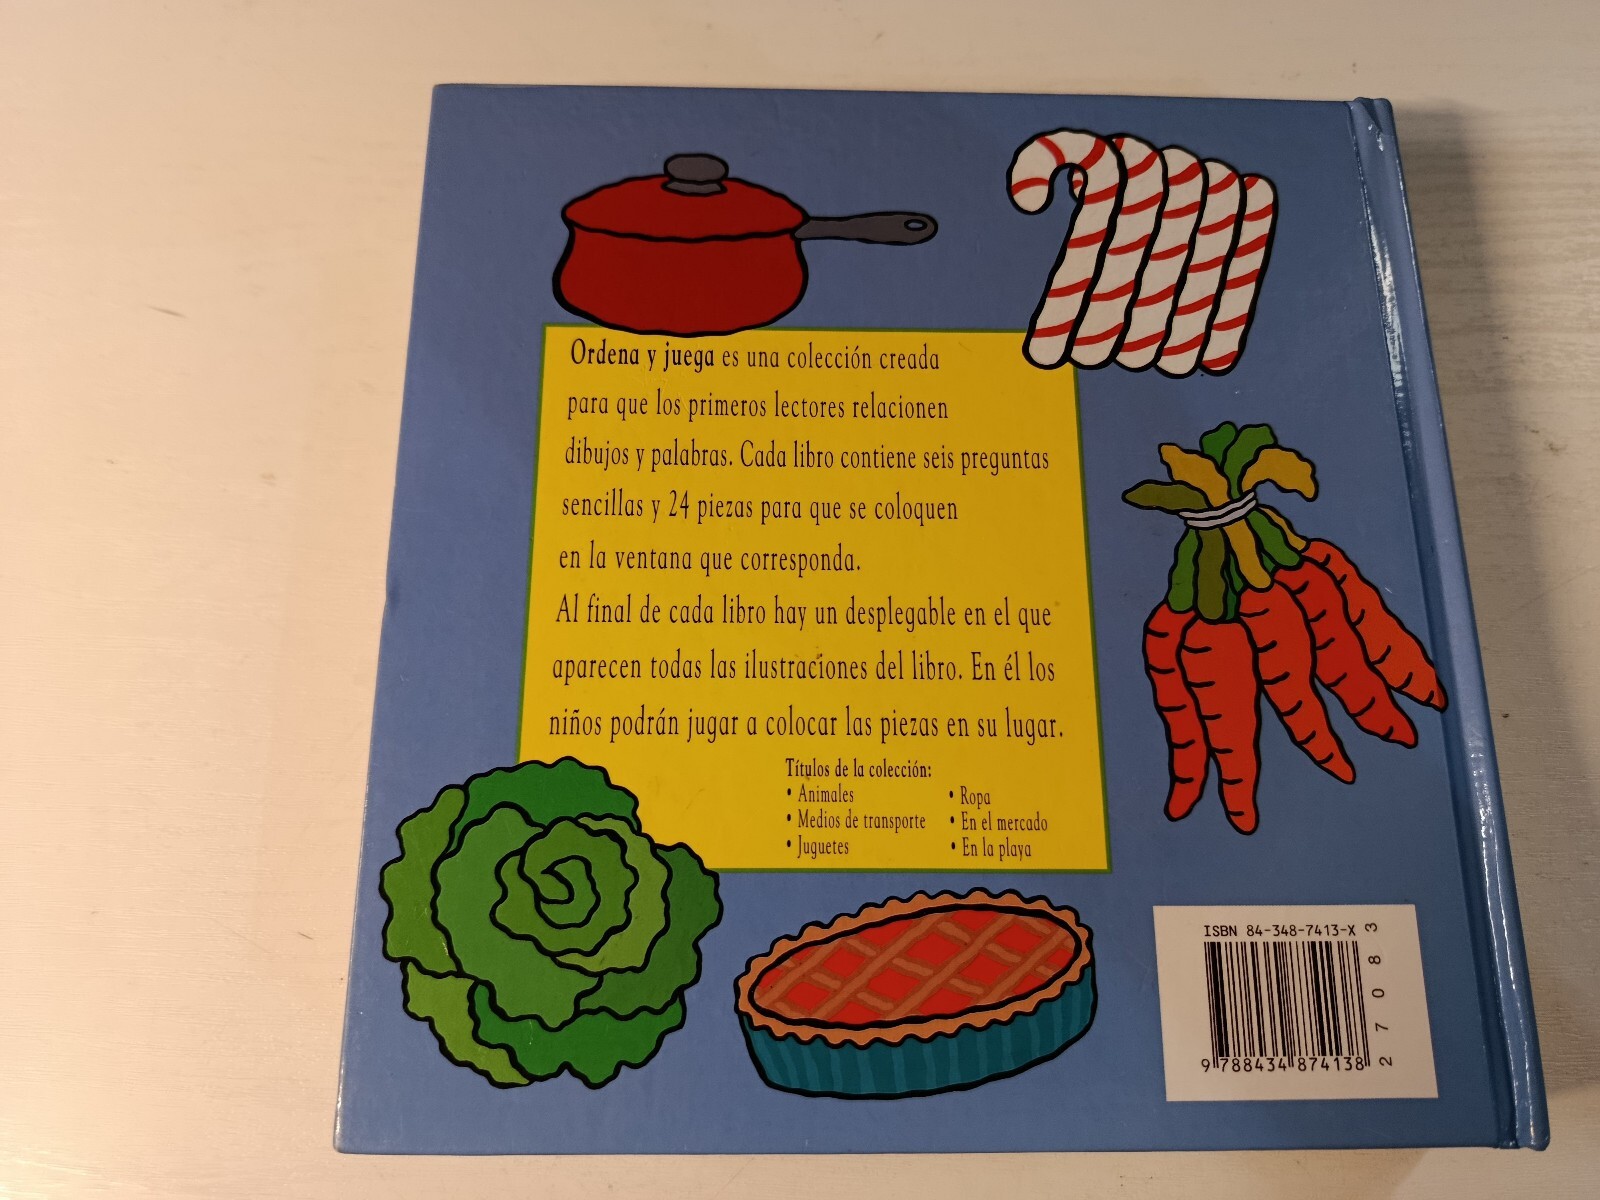 Ordena y juega es una colección creada
para que los primeros lectores relacionen
dibujos y palabras. Cada libro contiene seis preguntas
sencillas y 24 piezas para que se coloquen
en la ventana que corresponda.
Al final de cada libro hay un desplegable en el que
aparecen todas las ilustraciones del libro. En él los
niños podrán jugar a colocar las piezas en su lugar.
Títulos de la colección:
• Animales
• Medios de transporte
• Juguetes
• Ropa
• En el mercado
• En la playa
ISBN 84-348-7413-X
9 788434 874138
27083